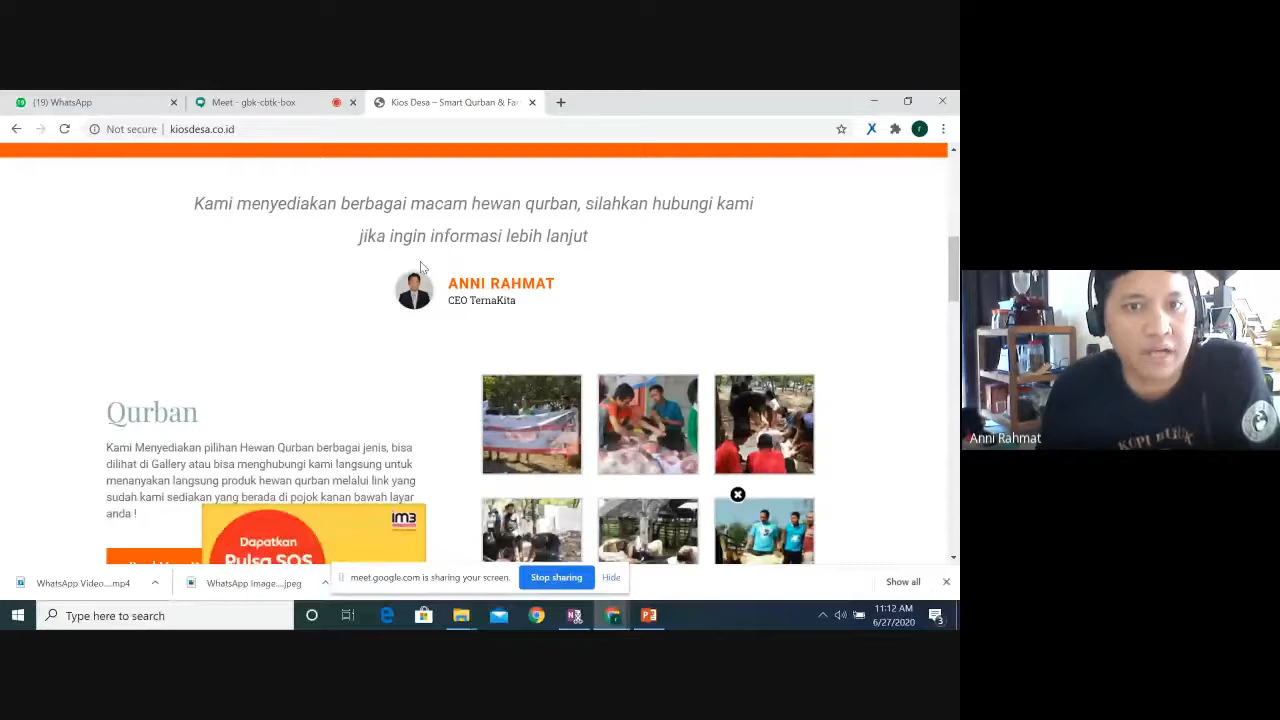 (19) WhatsApp
Meet - gbk-cbtk-box
Kios Desa – Smart Qurban & Fa
Not secure
kiosdesa.co.id
r
Kami menyediakan berbagai macam hewan qurban, silahkan hubungi kami
jika ingin informasi lebih lanjut
ANNI RAHMAT
CEO TernaKita
Qurban
Kami Menyediakan pilihan Hewan Qurban berbagai jenis, bisa
dilihat di Gallery atau bisa menghubungi kami langsung untuk
menanyakan langsung produk hewan qurban melalui link yang
sudah kami sediakan yang berada di pojok kanan bawah layar
anda !
im3
Dapatkan
Pulsa SOS
Anni Rahmat
KOPI
WhatsApp Video....mp4
WhatsApp Image....jpeg
meet.google.com is sharing your screen.
Stop sharing
Hide
Show all
Type here to search
11:12 AM
6/27/2020
3